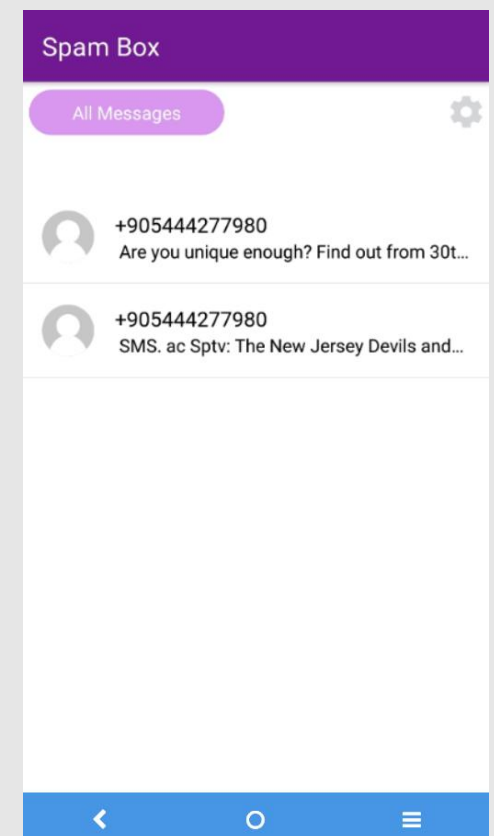 Spam Box
All Messages
+905444277980
Are you unique enough? Find out from 30t...
+905444277980
SMS. ac Sptv: The New Jersey Devils and...